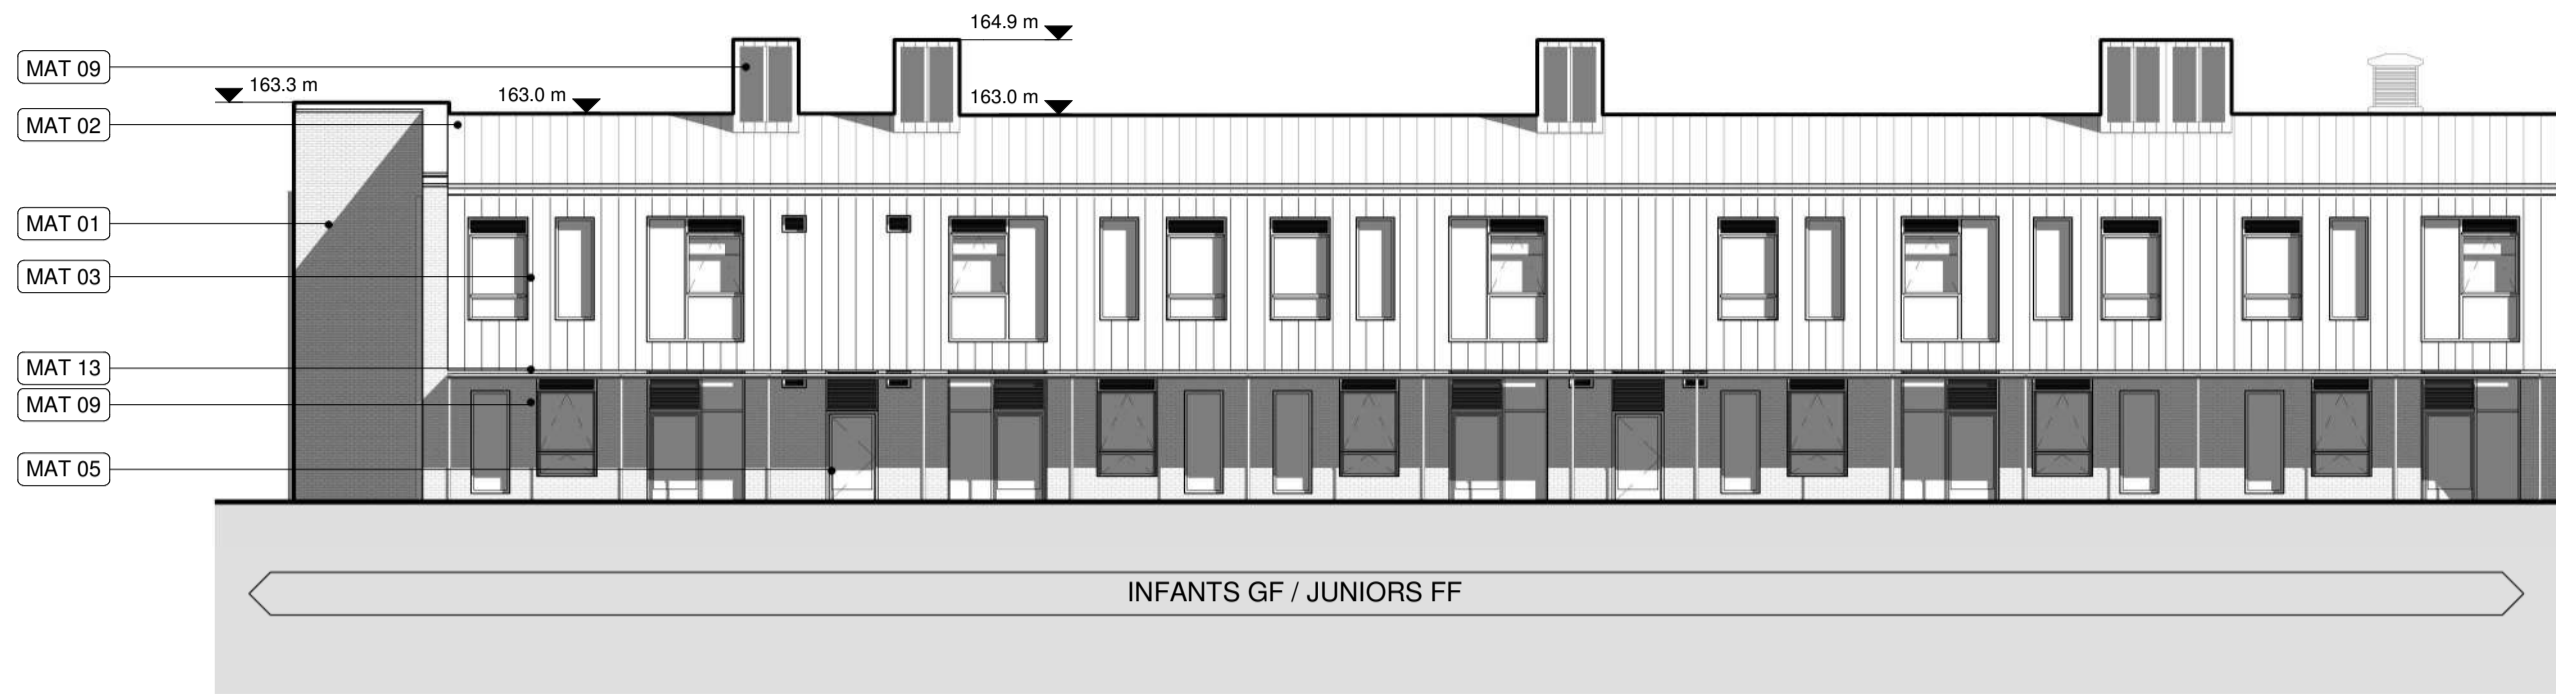 164.9 m
MAT 09
163.3 m
163.0 m
163.0 m
MAT 02
MAT 01
MAT 03
MAT 13
MAT 09
MAT 05
INFANTS GF / JUNIORS FF